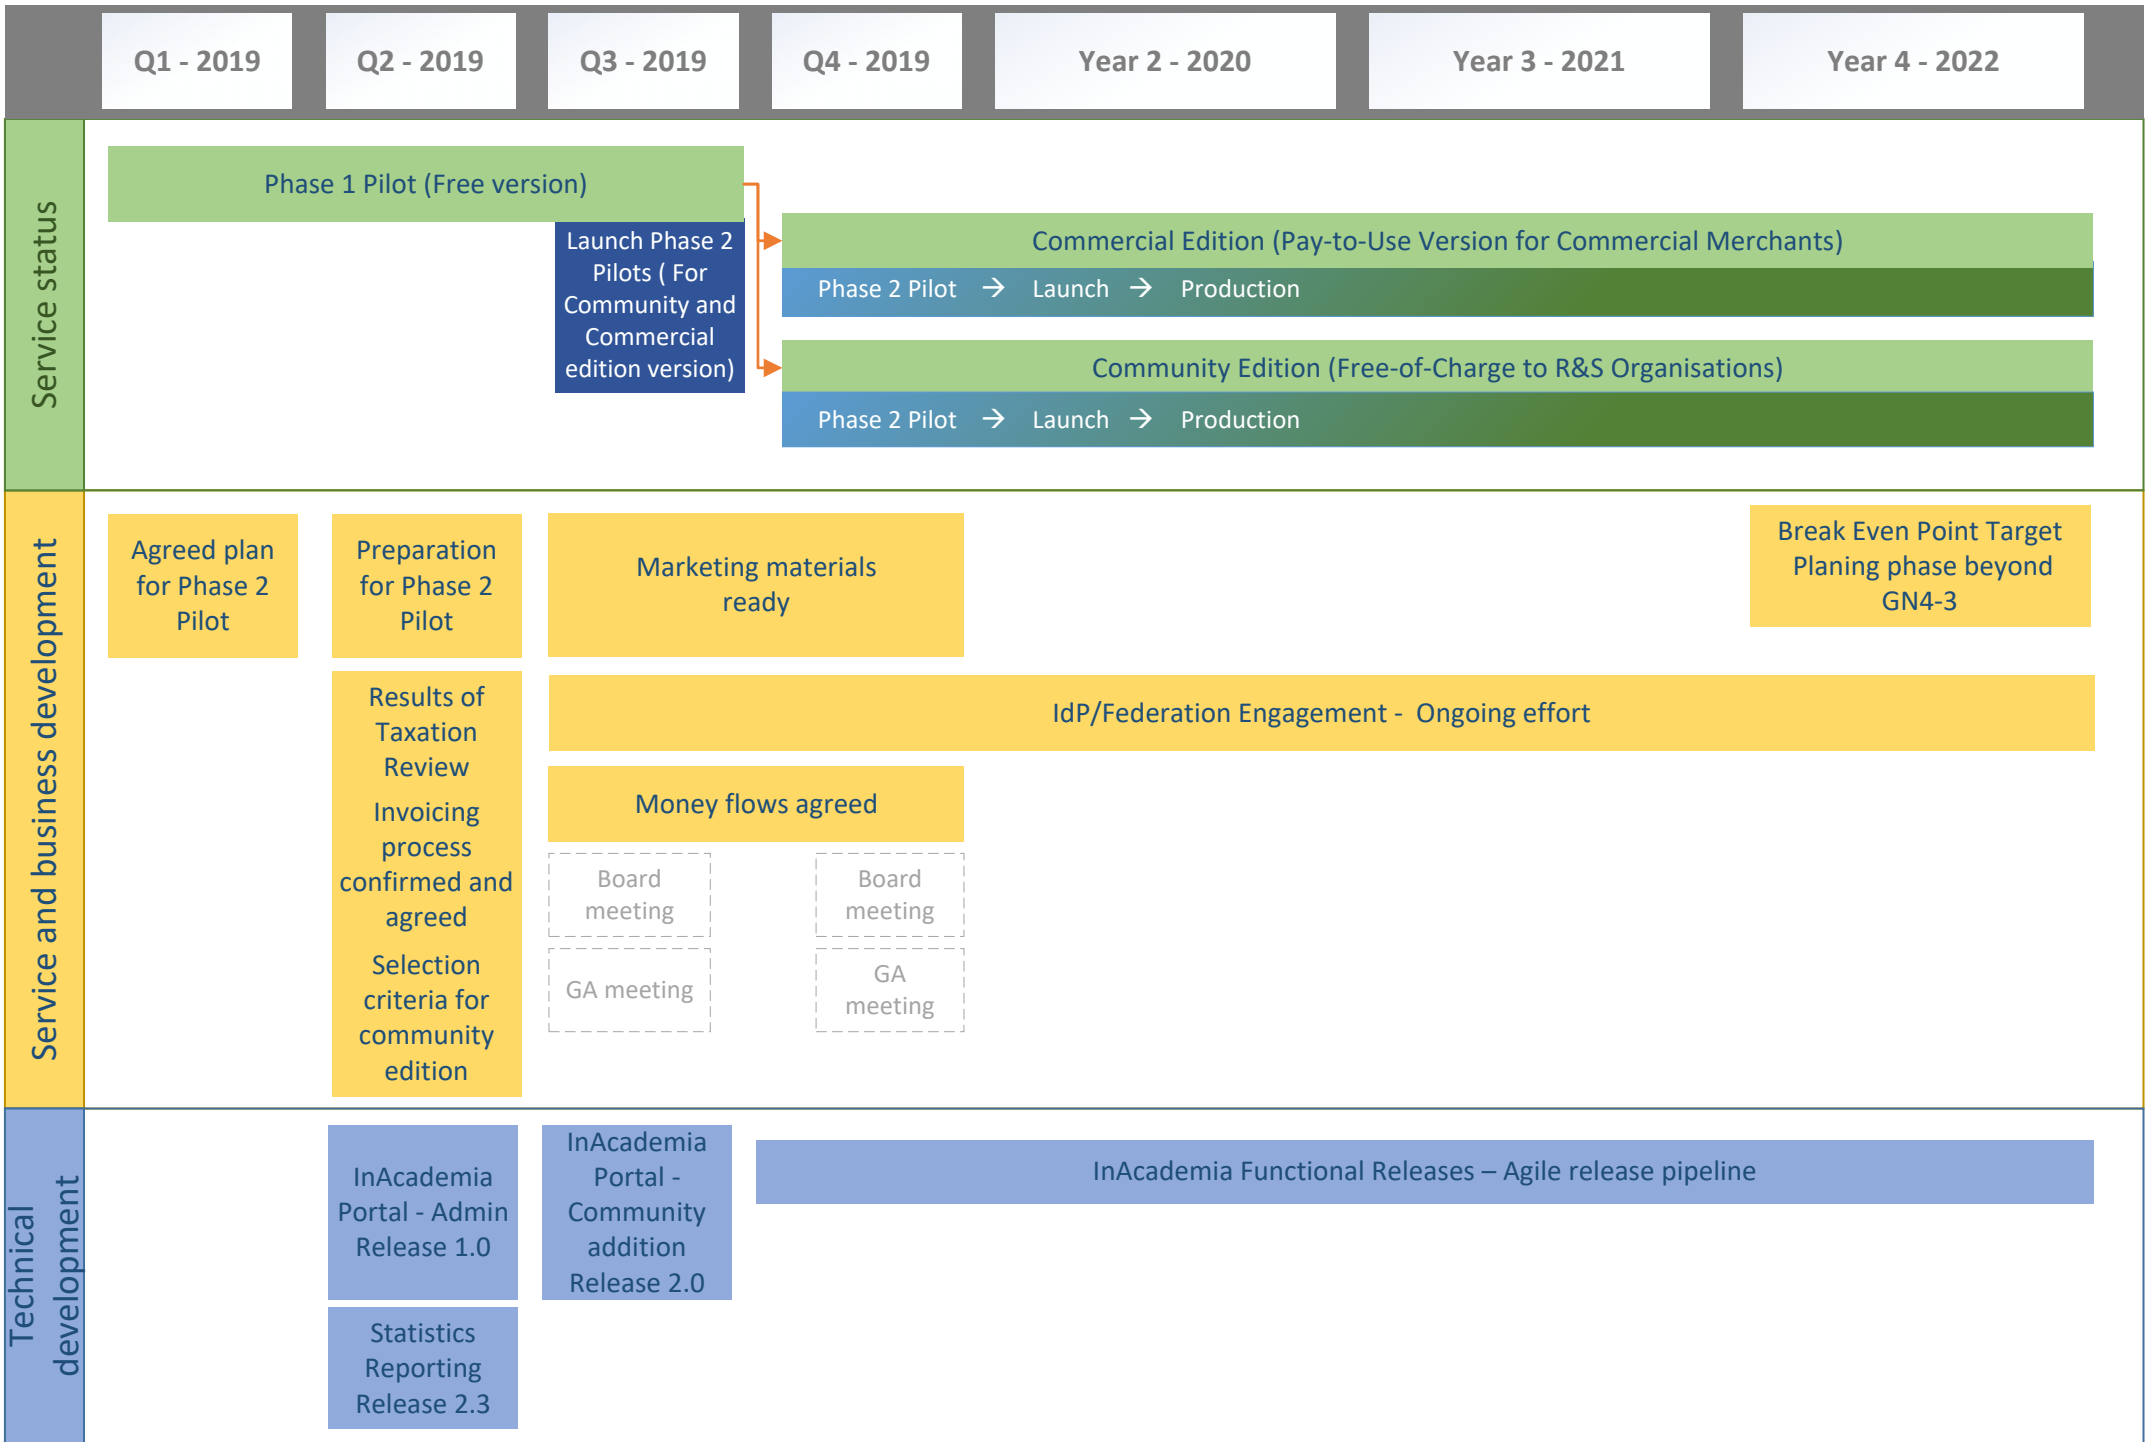 Q1 - 2019
Q2 - 2019
Q3 - 2019
Q4 - 2019
Year 2 - 2020
Year 3 - 2021
Year 4 - 2022
Service status
Phase 1 Pilot (Free version)
Launch Phase 2
Pilots ( For
Community and
Commercial
edition version)
Commercial Edition (Pay-to-Use Version for Commercial Merchants)
Phase 2 Pilot → Launch → Production
Community Edition (Free-of-Charge to R&S Organisations)
Phase 2 Pilot → Launch → Production
Service and business development
Agreed plan
for Phase 2
Pilot
Preparation
for Phase 2
Pilot
Marketing materials
ready
Break Even Point Target
Planing phase beyond
GN4-3
Results of
Taxation
Review
Invoicing
process
confirmed and
agreed
Selection
criteria for
community
edition
IdP/Federation Engagement - Ongoing effort
Money flows agreed
Board
meeting
Board
meeting
GA meeting
GA
meeting
Technical
development
InAcademia
Portal - Admin
Release 1.0
InAcademia
Portal -
Community
addition
Release 2.0
InAcademia Functional Releases – Agile release pipeline
Statistics
Reporting
Release 2.3